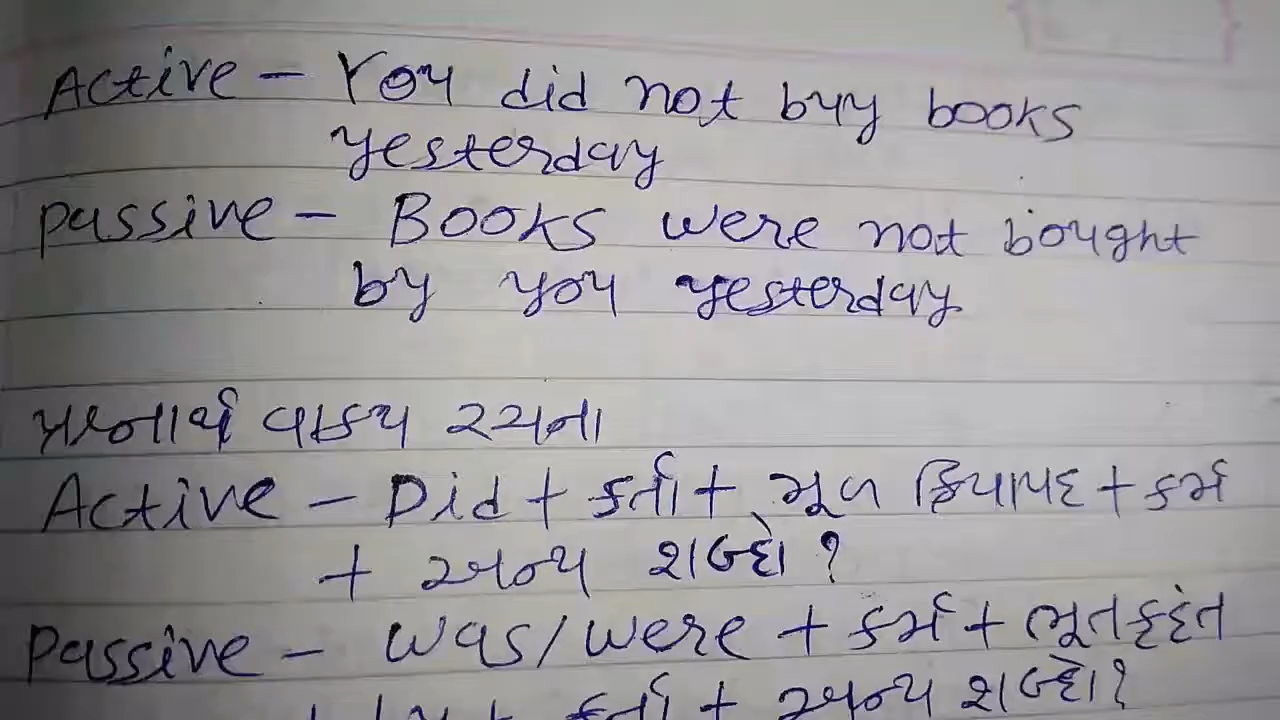 Active - You did not buy books
yesterday
passive - Books were not bought
by you yesterday
પ્રશ્નાર્થ વાક્ય રચના
Active - Did + કર્તા + મૂળ ક્રિયાપદ + કર્મ
+ અન્ય શબ્દો ?
Passive - was/were + કર્મ + ભૂતકૃદંત
+ કર્તા + અન્ય શબ્દો ?